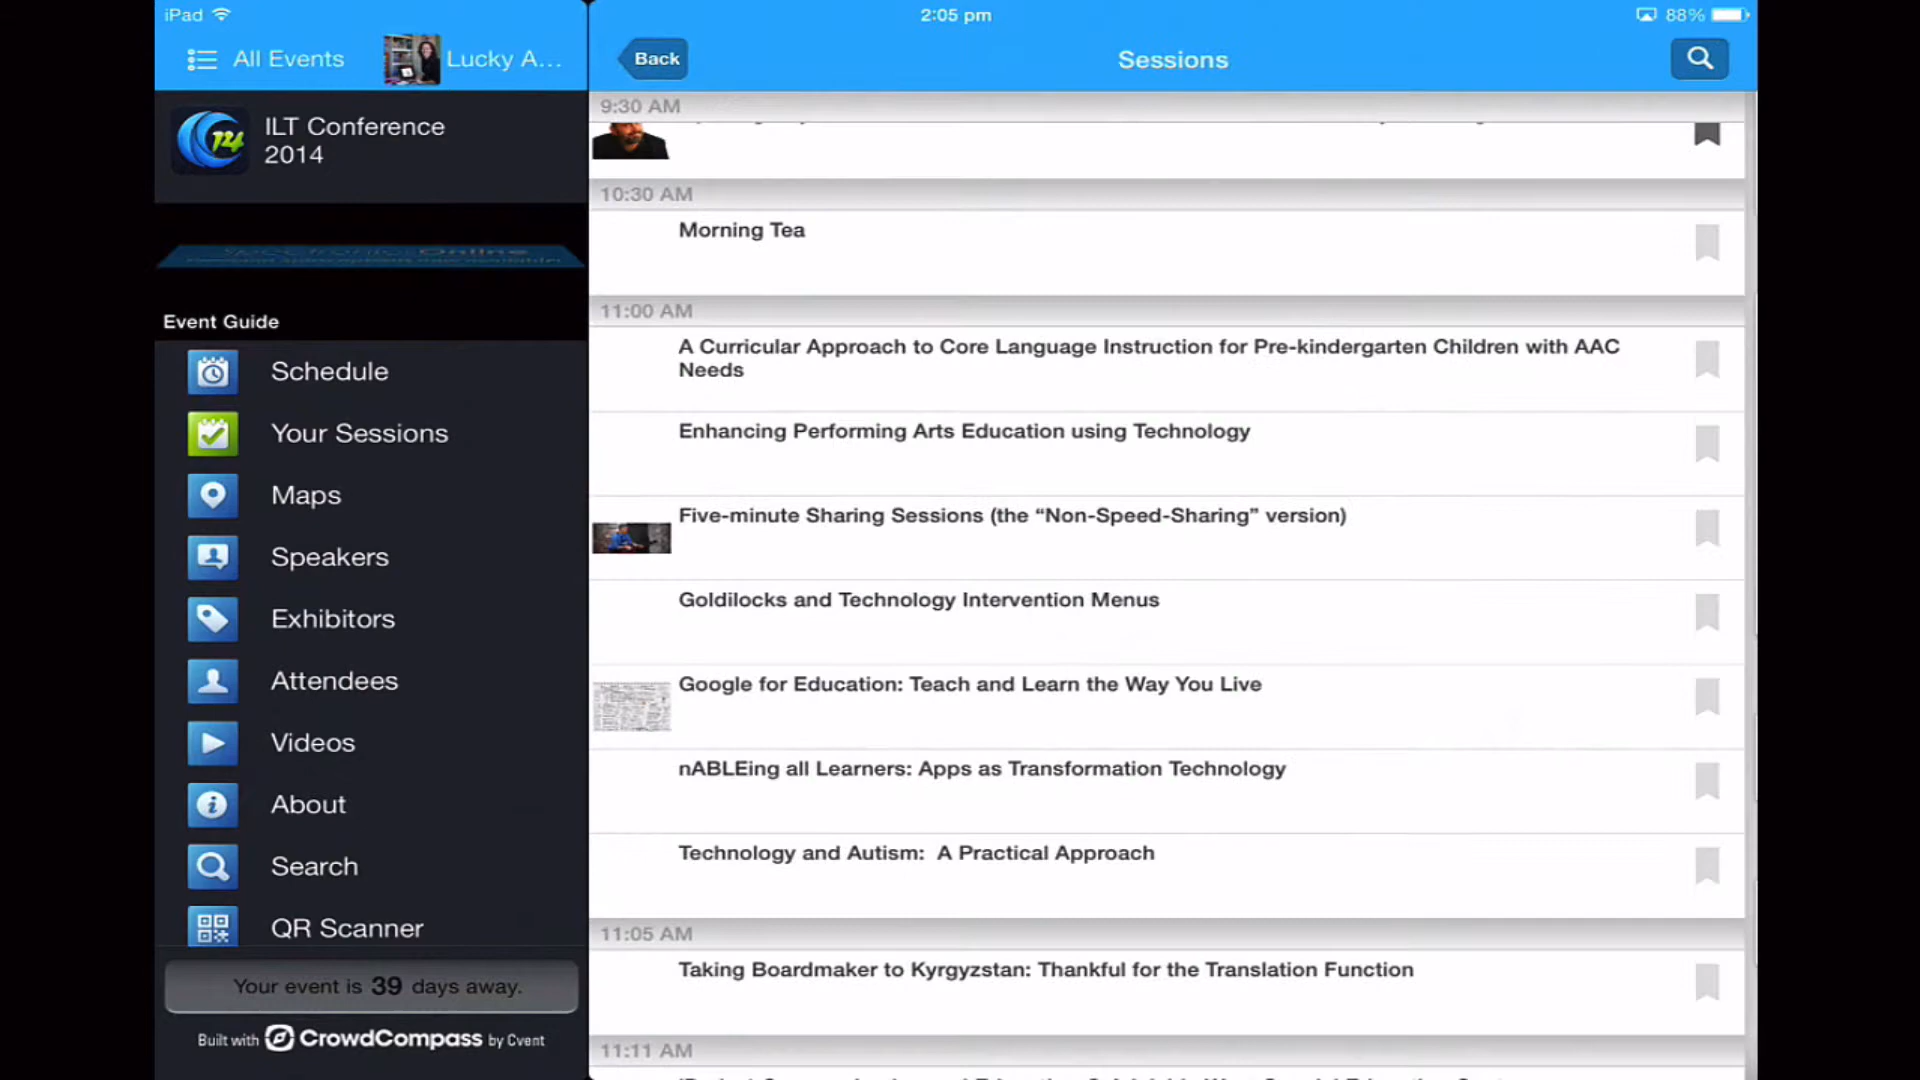 iPad
2:05 pm
88%
All Events
Lucky A...
Back
Sessions
ILT Conference
2014
Event Guide
Schedule
Your Sessions
Maps
Speakers
Exhibitors
Attendees
Videos
About
Search
QR Scanner
Your event is 39 days away.
Built with CrowdCompass by Cvent
9:30 AM
10:30 AM
Morning Tea
11:00 AM
A Curricular Approach to Core Language Instruction for Pre-kindergarten Children with AAC
Needs
Enhancing Performing Arts Education using Technology
Five-minute Sharing Sessions (the “Non-Speed-Sharing” version)
Goldilocks and Technology Intervention Menus
Google for Education: Teach and Learn the Way You Live
nABLEing all Learners: Apps as Transformation Technology
Technology and Autism:  A Practical Approach
11:05 AM
Taking Boardmaker to Kyrgyzstan: Thankful for the Translation Function
11:11 AM